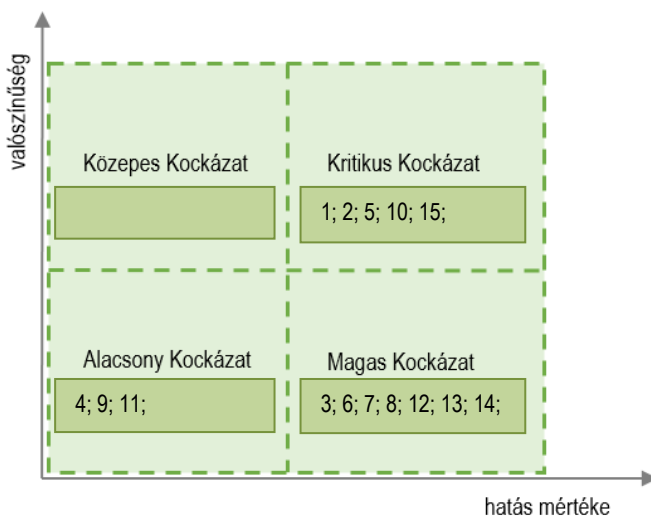 valószínűség
Közepes Kockázat
Kritikus Kockázat
1; 2; 5; 10; 15;
Alacsony Kockázat
Magas Kockázat
4; 9; 11;
3; 6; 7; 8; 12; 13; 14;
hatás mértéke